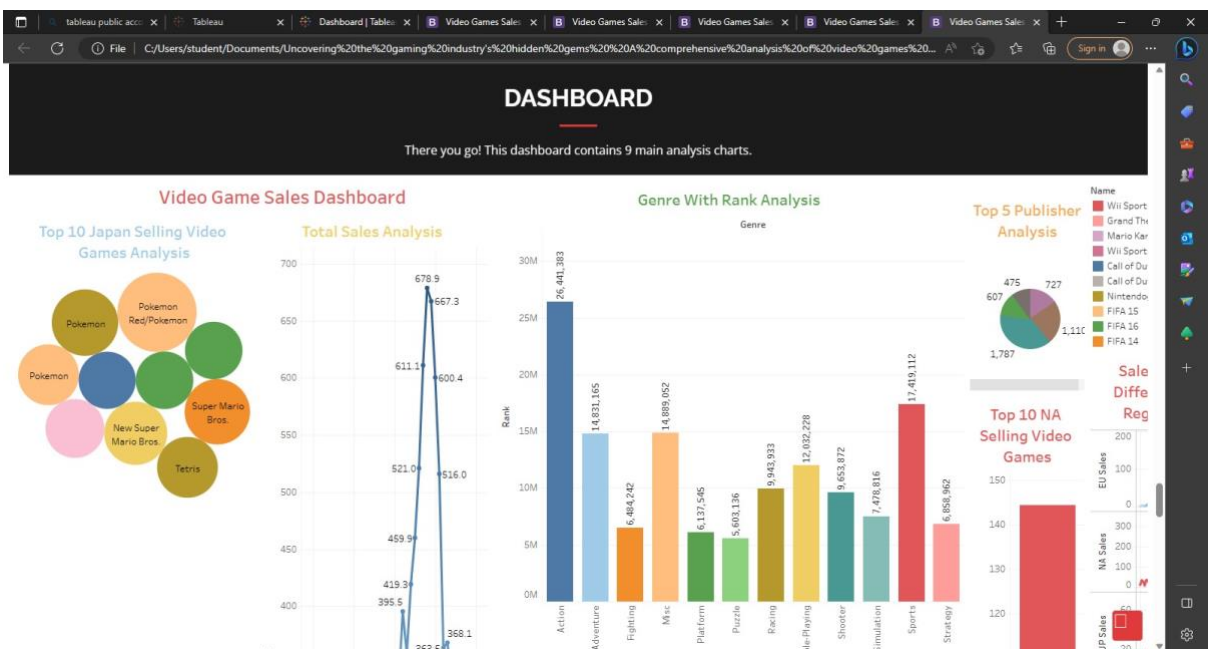 tableau public acco
Tableau
Dashboard | Tablea
Video Games Sales
Video Games Sales
Video Games Sales
Video Games Sales
Video Games Sales
File
C:/Users/student/Documents/Uncovering%20the%20gaming%20industry's%20hidden%20gems%20%20A%20comprehensive%20analysis%20of%20video%20games%20...
Sign in
DASHBOARD
There you go! This dashboard contains 9 main analysis charts.
Video Game Sales Dashboard
Top 10 Japan Selling Video
Games Analysis
Pokemon
Pokemon
Red/Pokemon
Pokemon
Super Mario
Bros.
New Super
Mario Bros.
Tetris
Total Sales Analysis
700
650
600
550
500
450
400
678.9
667.3
611.1
600.4
521.0
516.0
459.9
419.3
395.5
368.1
Genre With Rank Analysis
Genre
Rank
30M
25M
20M
15M
10M
5M
0M
26,441,383
14,831,165
6,484,242
14,889,052
6,137,545
5,603,136
9,943,933
12,032,228
9,653,872
7,478,816
17,419,112
6,858,962
Action
Adventure
Fighting
Misc
Platform
Puzzle
Racing
le-Playing
Shooter
Simulation
Sports
Strategy
Top 5 Publisher
Analysis
475
727
607
1,110
1,787
Top 10 NA
Selling Video
Games
150
140
130
120
Name
Wii Sport
Grand The
Mario Kar
Wii Sport
Call of Du
Call of Du
Nintendo
FIFA 15
FIFA 16
FIFA 14
Sale
Diffe
Reg
200
100
0
EU Sales
300
200
100
0
NA Sales
60
20
JP Sales